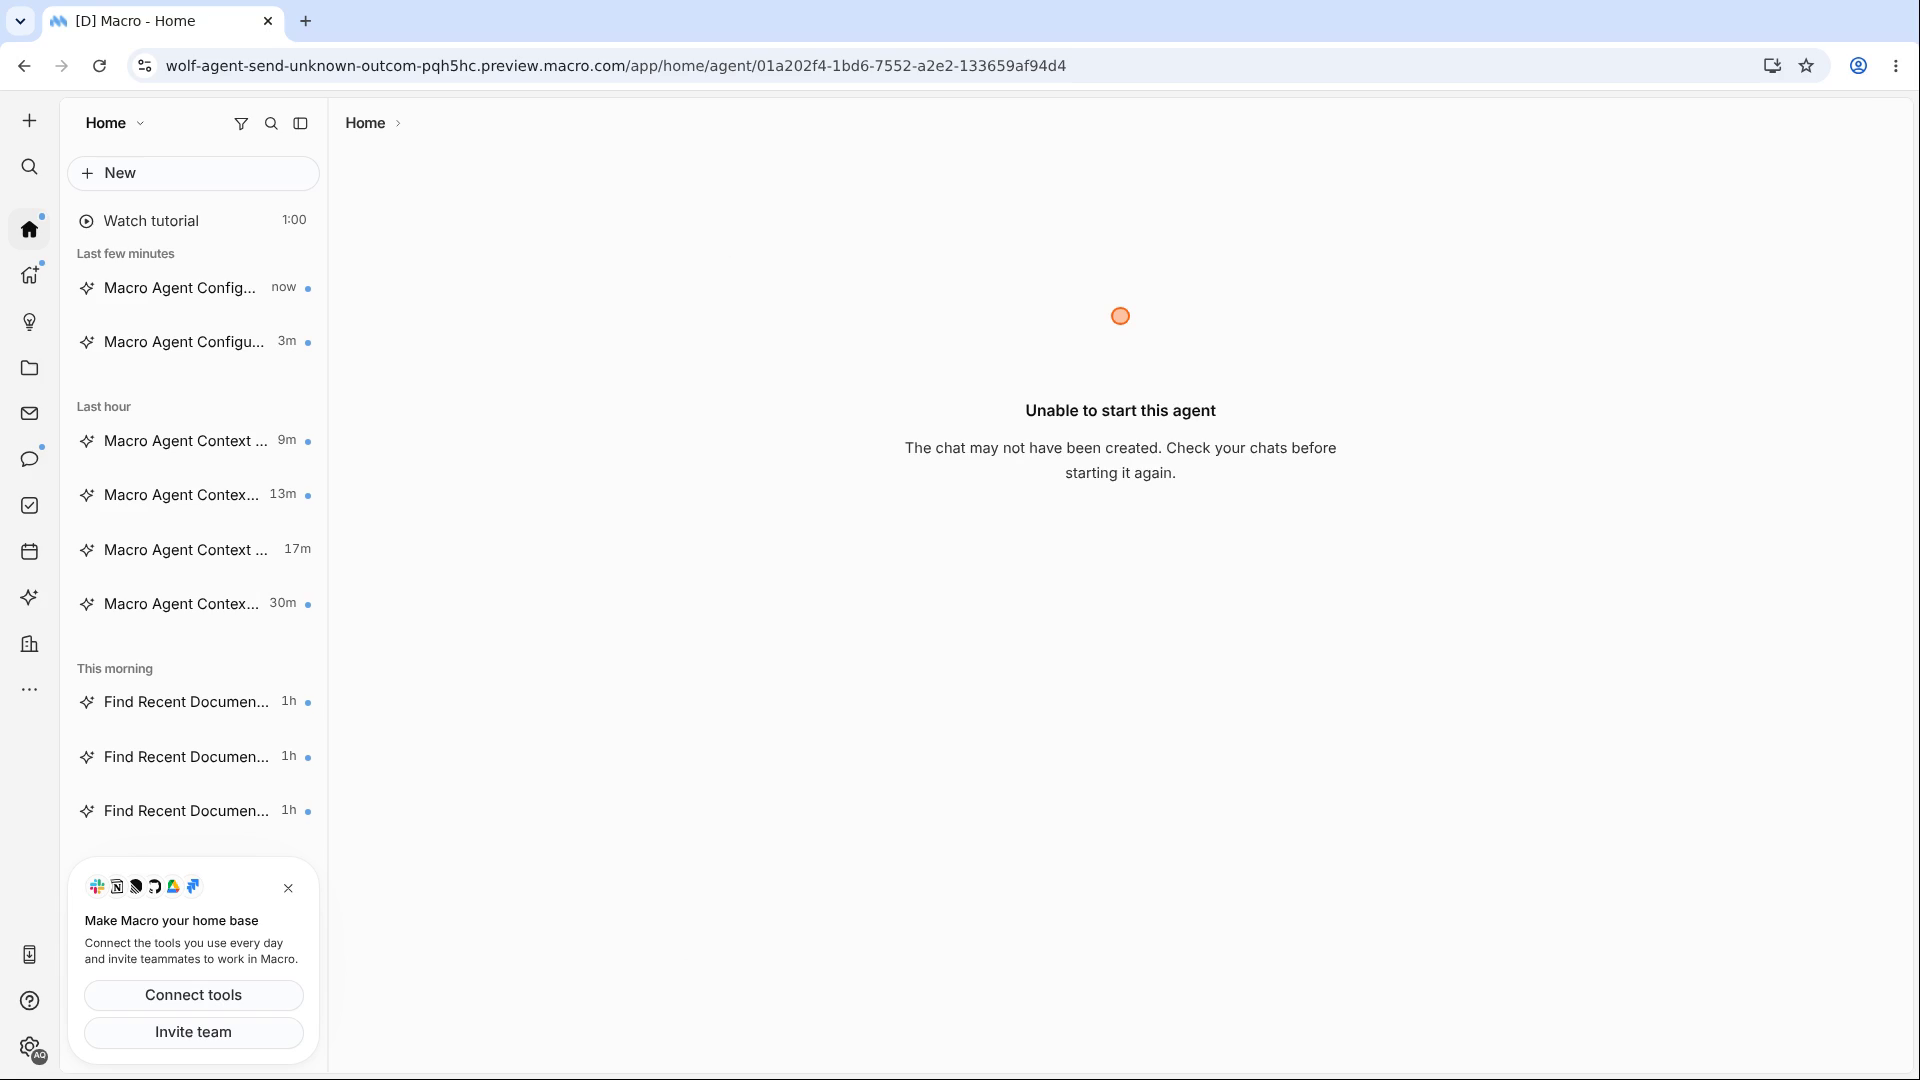 [D] Macro - Home
wolf-agent-send-unknown-outcom-pqh5hc.preview.macro.com/app/home/agent/01a202f4-1bd6-7552-a2e2-133659af94d4
Home
Home
New
Watch tutorial 1:00
Last few minutes
Macro Agent Config... now
Macro Agent Configu... 3m
Last hour
Macro Agent Context ... 9m
Macro Agent Contex... 13m
Macro Agent Context ... 17m
Macro Agent Contex... 30m
This morning
Find Recent Documen... 1h
Find Recent Documen... 1h
Find Recent Documen... 1h
Make Macro your home base
Connect the tools you use every day
and invite teammates to work in Macro.
Connect tools
Invite team
AQ
Unable to start this agent
The chat may not have been created. Check your chats before
starting it again.